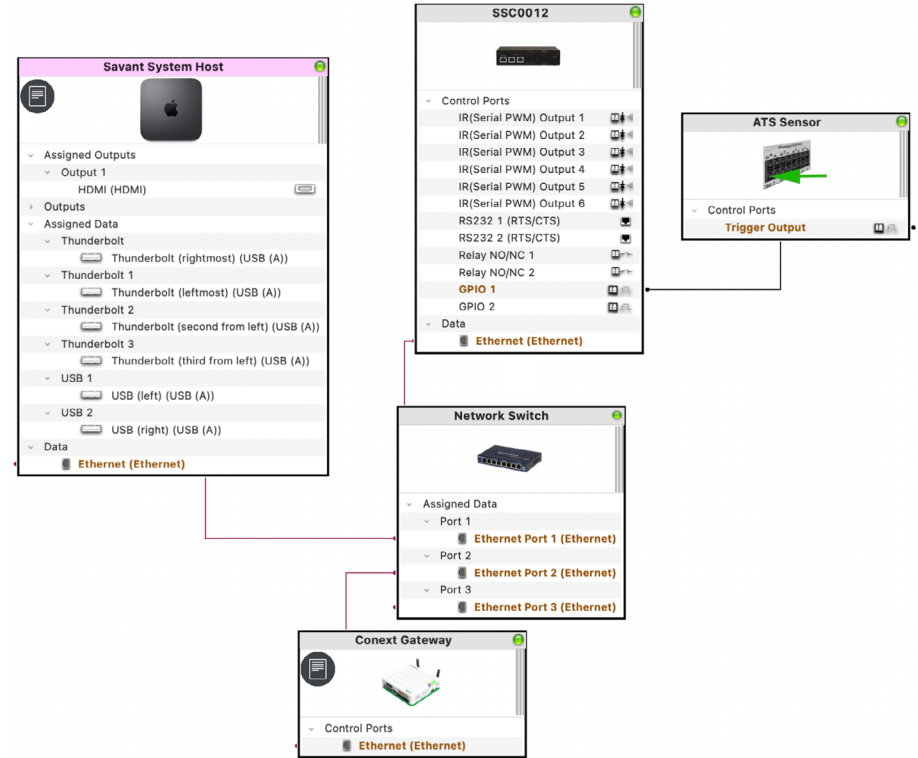 Savant System Host
Assigned Outputs
Output 1
HDMI (HDMI)
Outputs
Assigned Data
Thunderbolt
Thunderbolt (rightmost) (USB (A))
Thunderbolt 1
Thunderbolt (leftmost) (USB (A))
Thunderbolt 2
Thunderbolt (second from left) (USB (A))
Thunderbolt 3
Thunderbolt (third from left) (USB (A))
USB 1
USB (left) (USB (A))
USB 2
USB (right) (USB (A))
Data
Ethernet (Ethernet)
SSC0012
Control Ports
IR(Serial PWM) Output 1
IR(Serial PWM) Output 2
IR(Serial PWM) Output 3
IR(Serial PWM) Output 4
IR(Serial PWM) Output 5
IR(Serial PWM) Output 6
RS232 1 (RTS/CTS)
RS232 2 (RTS/CTS)
Relay NO/NC 1
Relay NO/NC 2
GPIO 1
GPIO 2
Data
Ethernet (Ethernet)
ATS Sensor
Control Ports
Trigger Output
Network Switch
Assigned Data
Port 1
Ethernet Port 1 (Ethernet)
Port 2
Ethernet Port 2 (Ethernet)
Port 3
Ethernet Port 3 (Ethernet)
Conext Gateway
Control Ports
Ethernet (Ethernet)